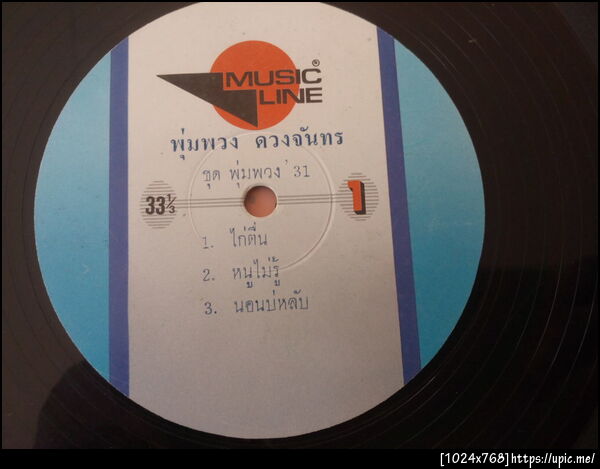 MUSIC ®
LINE
พุ่มพวง ดวงจันทร
ชุด พุ่มพวง' 31
33⅓
1
1. ไก่ตื่น
2. หนูไม่รู้
3. นอนบ่หลับ
[1024x768]https://upic.me/